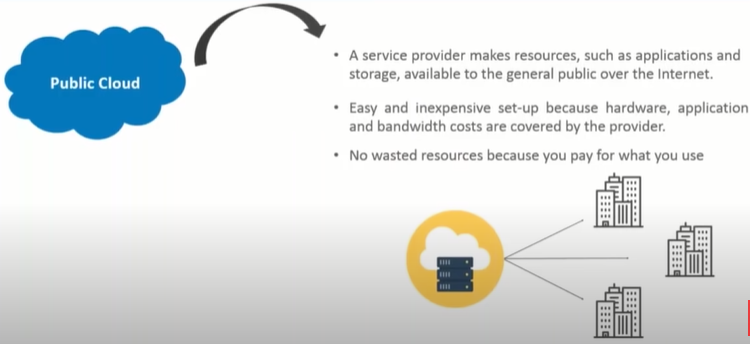 Public Cloud
• A service provider makes resources, such as applications and
storage, available to the general public over the Internet.
• Easy and inexpensive set-up because hardware, application
and bandwidth costs are covered by the provider.
• No wasted resources because you pay for what you use